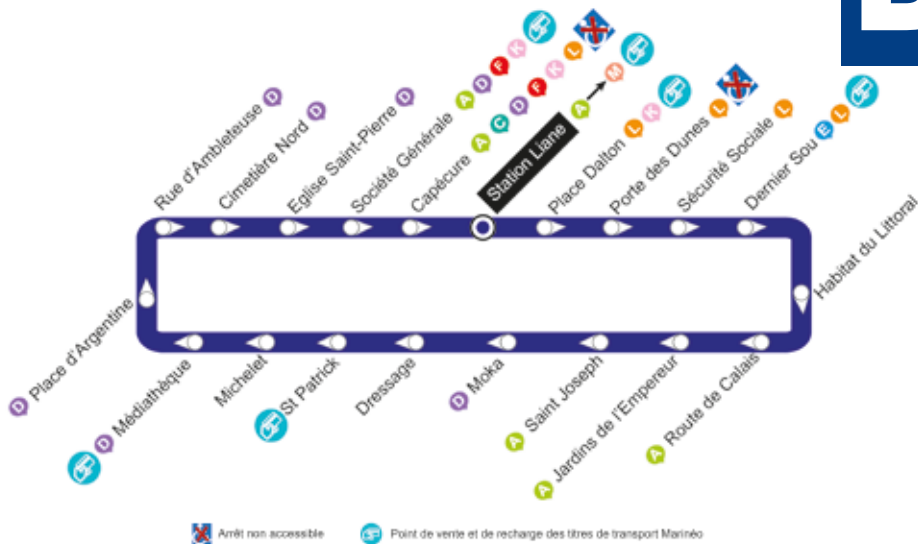 Rue d'Ambleteuse D
Cimetière Nord D
Eglise Saint-Pierre D
Société Générale A D F K
Capécure A C D F K L
Station Liane A M
Place Dalton L K
Porte des Dunes L
Sécurité Sociale L
Dernier Sou E L
Habitat du Littoral
D Place d'Argentine
D Médiathèque
Michelet
St Patrick
Dressage
D Moka
A Saint Joseph
A Jardins de l'Empereur
A Route de Calais
Arrêt non accessible
Point de vente et de recharge des titres de transport Marinéo